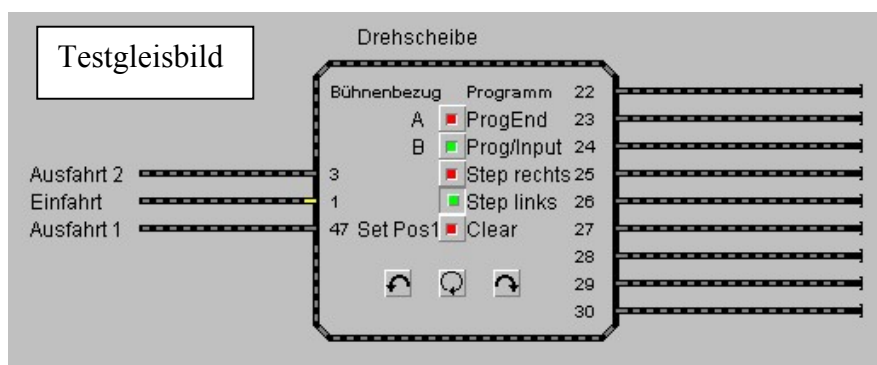 Testgleisbild
Drehscheibe
Bühnenbezug Programm 22
A ProgEnd 23
B Prog/Input 24
Ausfahrt 2 3 Step rechts 25
Einfahrt 1 Step links 26
Ausfahrt 1 47 Set Pos1 Clear 27
28
29
30